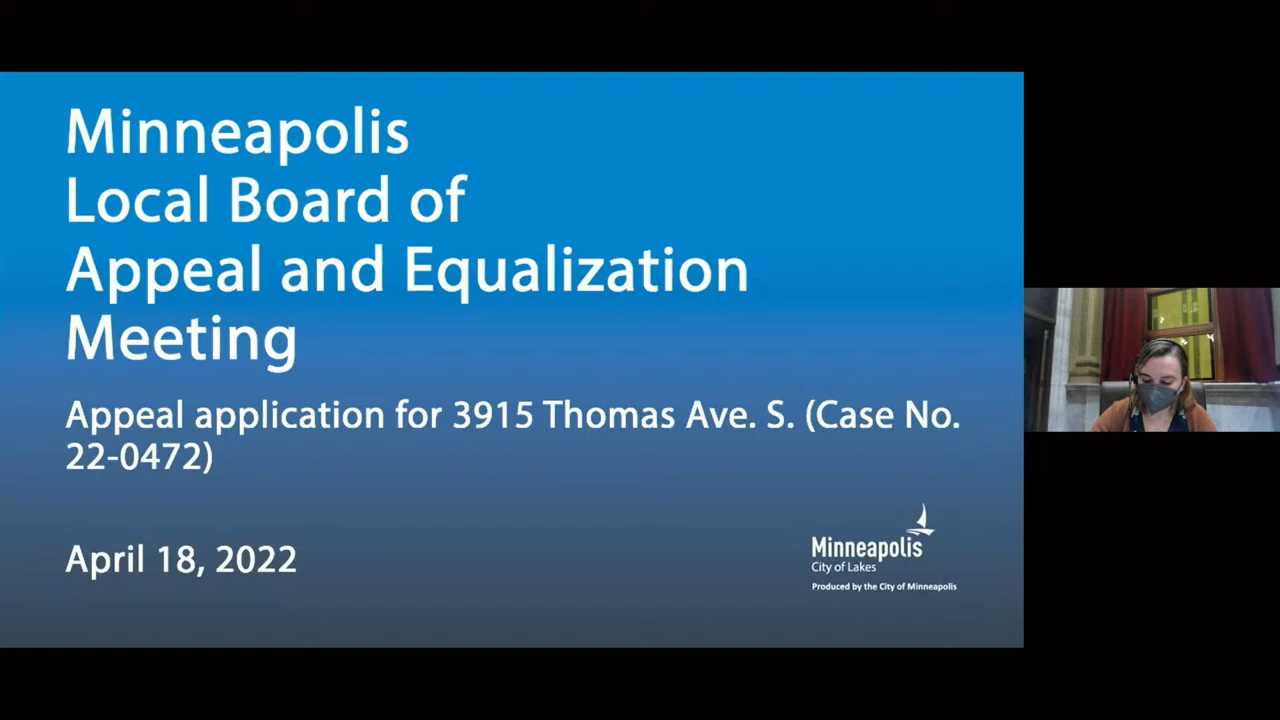 Minneapolis
Local Board of
Appeal and Equalization
Meeting
Appeal application for 3915 Thomas Ave. S. (Case No.
22-0472)
April 18, 2022
Minneapolis
City of Lakes
Produced by the City of Minneapolis